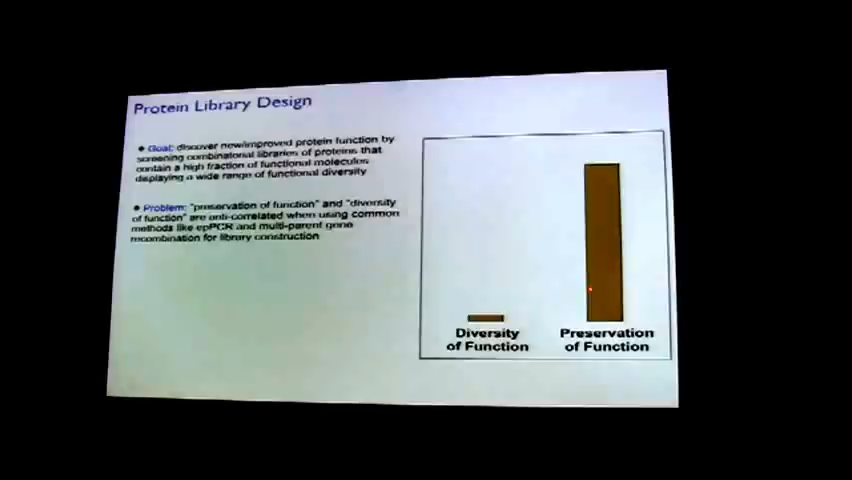 Protein Library Design
● Goal: discover new/improved protein function by
screening combinatorial libraries of proteins that
contain a high fraction of functional molecules
displaying a wide range of functional diversity
● Problem: "preservation of function" and "diversity
of function" are anti-correlated when using common
methods like epPCR and multi-parent gene
recombination for library construction
Diversity
of Function
Preservation
of Function